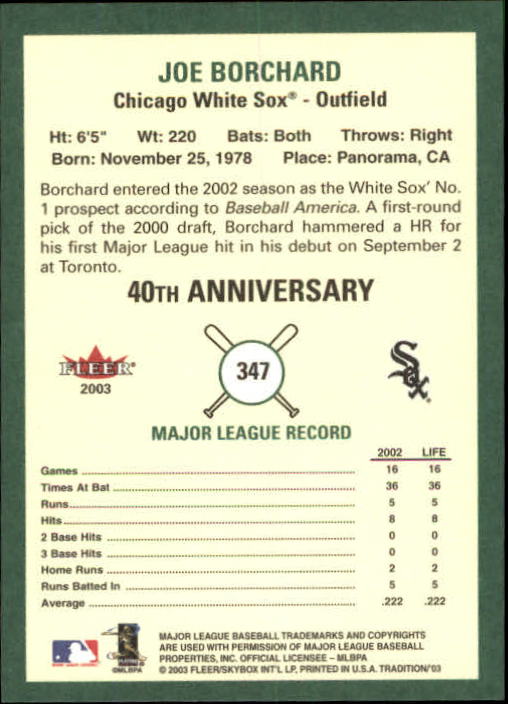 JOE BORCHARD
Chicago White Sox® - Outfield
Ht: 6'5" Wt: 220 Bats: Both Throws: Right
Born: November 25, 1978 Place: Panorama, CA
Borchard entered the 2002 season as the White Sox' No.
1 prospect according to Baseball America. A first-round
pick of the 2000 draft, Borchard hammered a HR for
his first Major League hit in his debut on September 2
at Toronto.
40TH ANNIVERSARY
FLEER®
2003
347
Sox
MAJOR LEAGUE RECORD
2002 LIFE
Games 16 16
Times At Bat 36 36
Runs 5 5
Hits 8 8
2 Base Hits 0 0
3 Base Hits 0 0
Home Runs 2 2
Runs Batted In 5 5
Average .222 .222
©MLBPA
MAJOR LEAGUE BASEBALL TRADEMARKS AND COPYRIGHTS
ARE USED WITH PERMISSION OF MAJOR LEAGUE BASEBALL
PROPERTIES, INC. OFFICIAL LICENSEE – MLBPA
© 2003 FLEER/SKYBOX INT'L LP, PRINTED IN U.S.A. TRADITION/'03